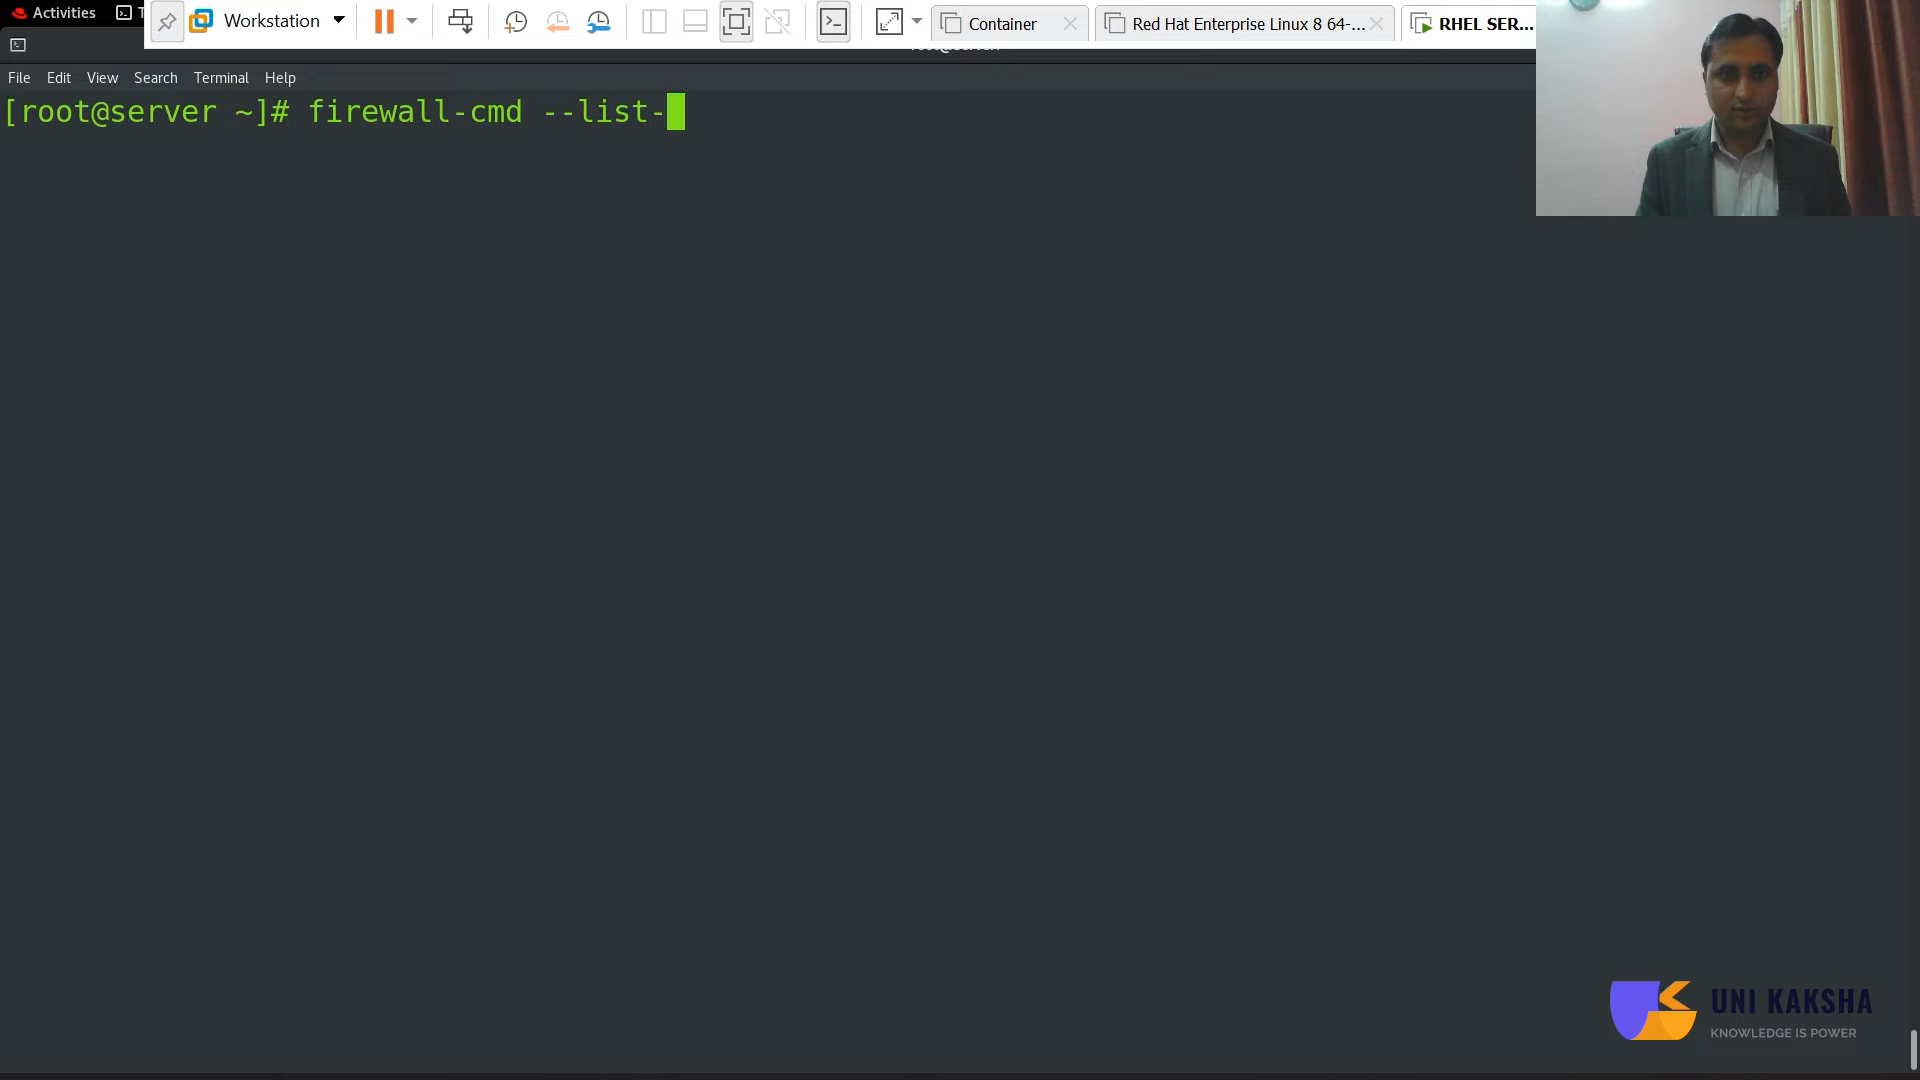 Activities
Workstation
Container
Red Hat Enterprise Linux 8 64-...
RHEL SER...
File Edit View Search Terminal Help
[root@server ~]# firewall-cmd --list-
UNI KAKSHA
KNOWLEDGE IS POWER